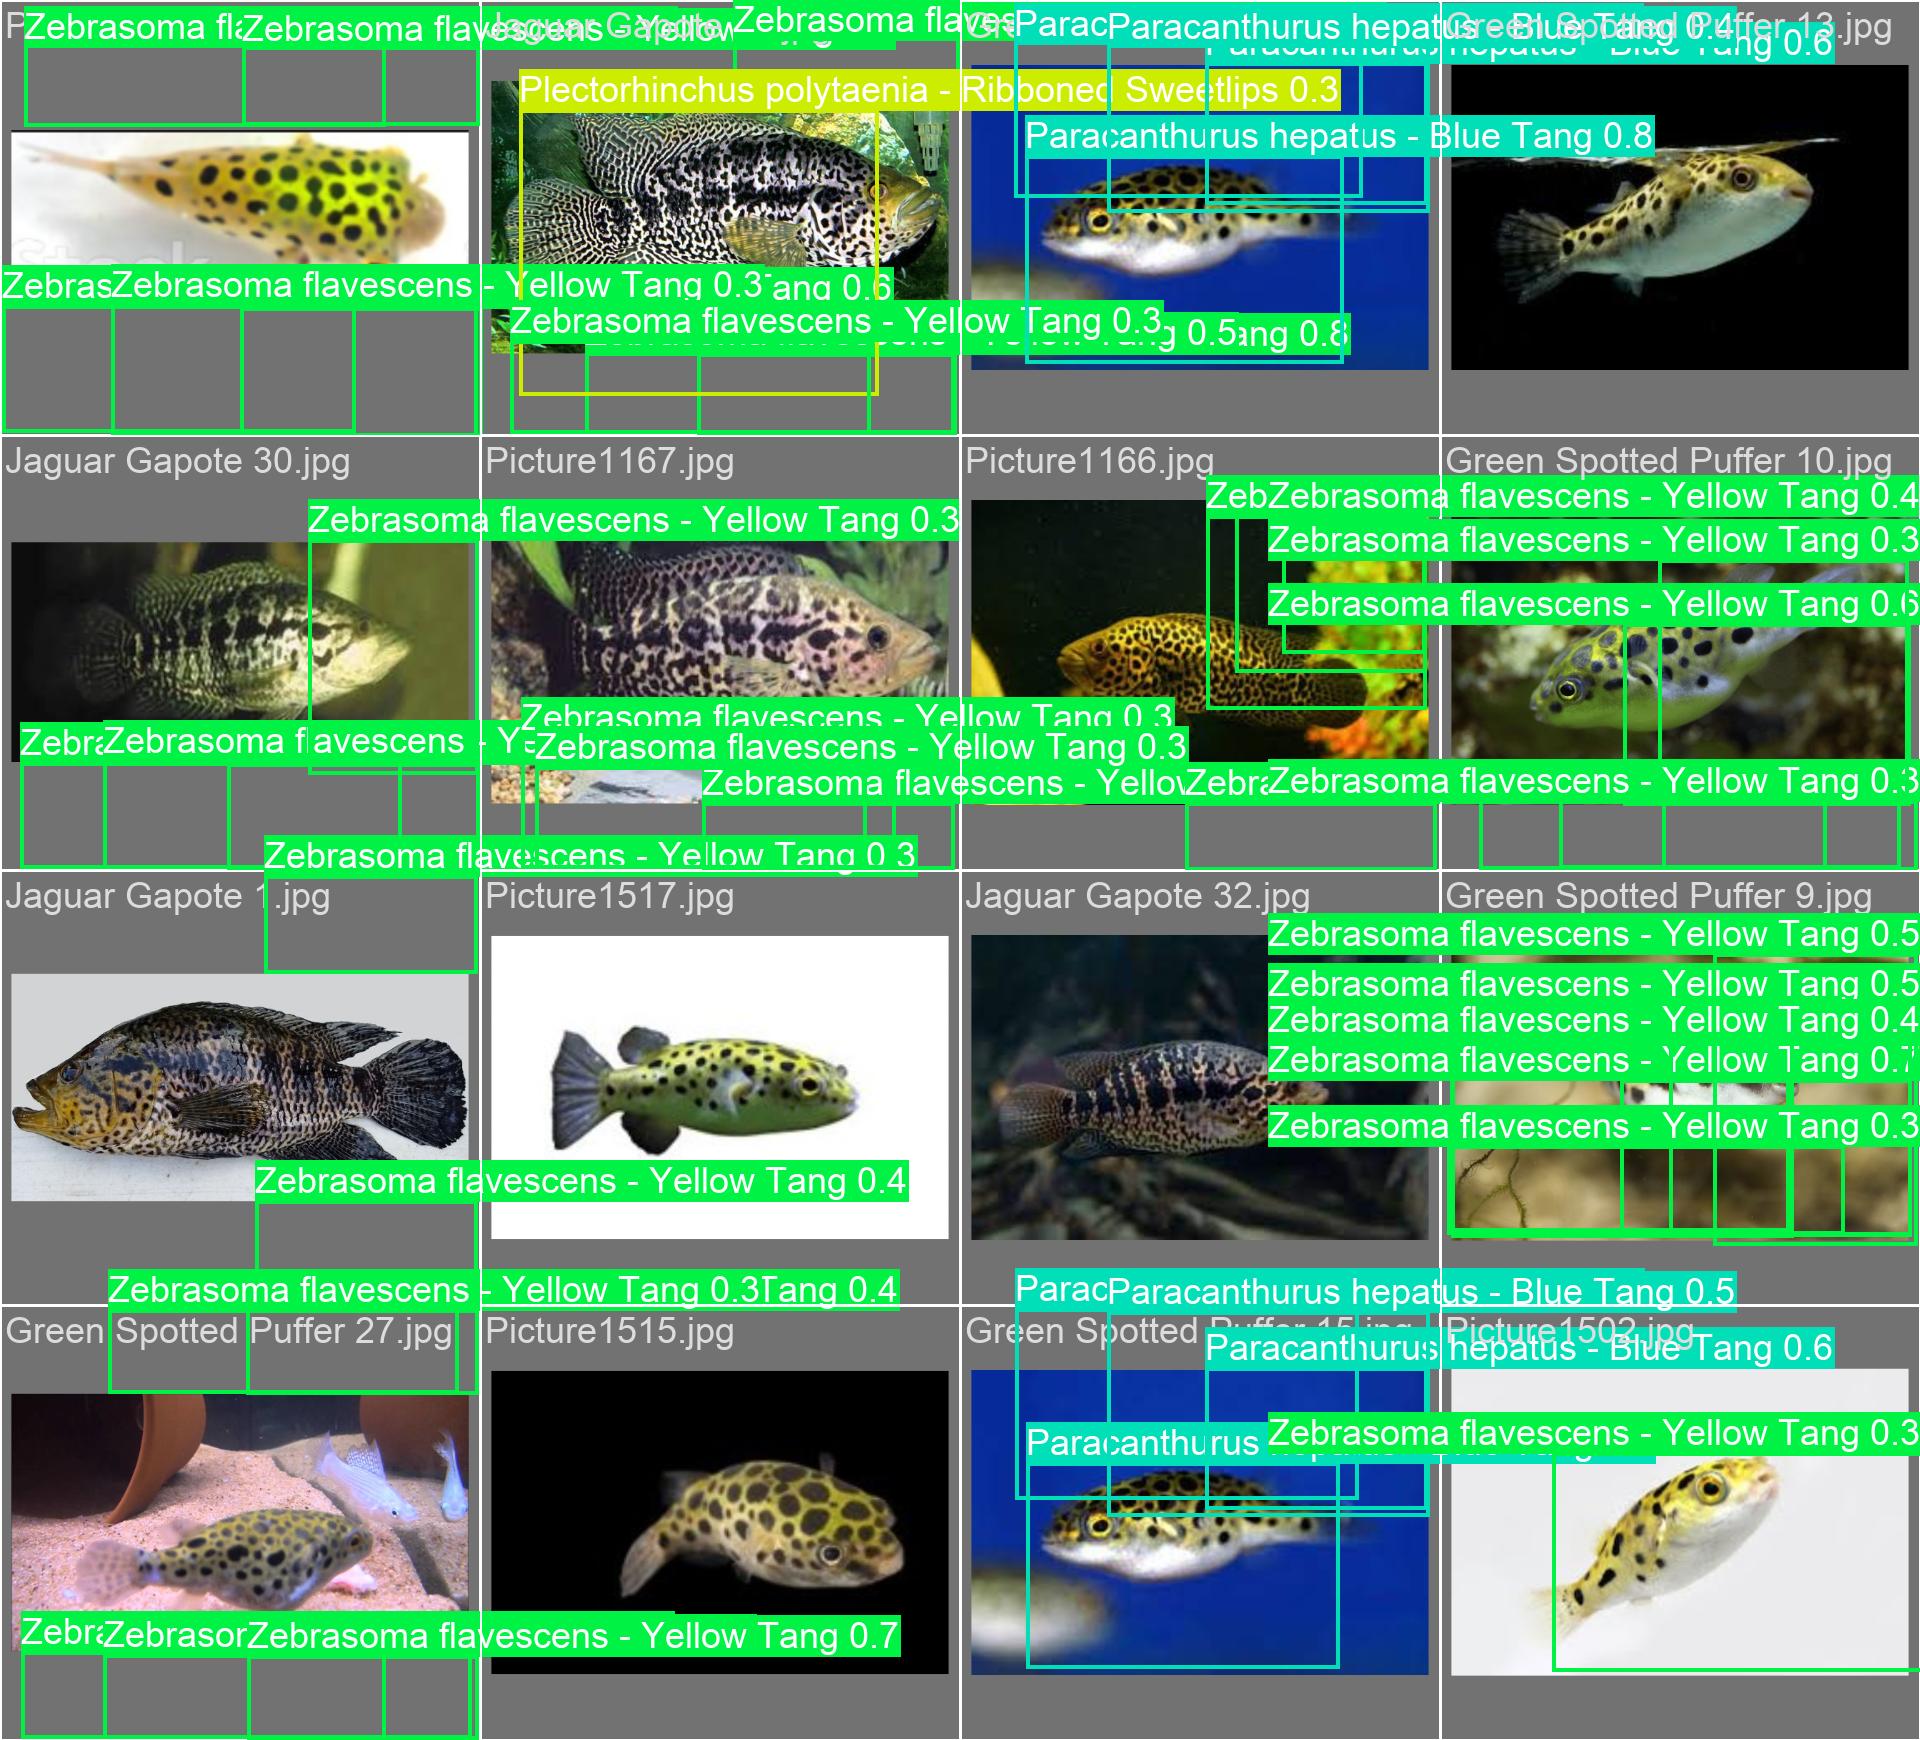 Zebrasoma fla
Zebrasoma flavescens - Yellow
Zebrasoma flaves
Parac
Paracanthurus hepatus - Blue Tang 0.4
Paracanthurus hepatus - Blue Tang 0.6
Jaguar Gapote
Green Spotted Puffer 13.jpg
Plectorhinchus polytaenia - Ribboned Sweetlips 0.3
Paracanthurus hepatus - Blue Tang 0.8
Zebras
Zebrasoma flavescens - Yellow Tang 0.3
ang 0.6
Zebrasoma flavescens - Yellow Tang 0.3
g 0.5
ang 0.8
Jaguar Gapote 30.jpg
Picture1167.jpg
Picture1166.jpg
Green Spotted Puffer 10.jpg
Zeb
Zebrasoma flavescens - Yellow Tang 0.4
Zebrasoma flavescens - Yellow Tang 0.3
Zebrasoma flavescens - Yellow Tang 0.3
Zebrasoma flavescens - Yellow Tang 0.6
Zebrasoma flavescens - Yellow Tang 0.3
Zebra
Zebrasoma flavescens - Ye
Zebrasoma flavescens - Yellow Tang 0.3
Zebrasoma flavescens - Yellow
Zebra
Zebrasoma flavescens - Yellow Tang 0.3
Zebrasoma flavescens - Yellow Tang 0.3
Jaguar Gapote 1.jpg
Picture1517.jpg
Jaguar Gapote 32.jpg
Green Spotted Puffer 9.jpg
Zebrasoma flavescens - Yellow Tang 0.5
Zebrasoma flavescens - Yellow Tang 0.5
Zebrasoma flavescens - Yellow Tang 0.4
Zebrasoma flavescens - Yellow Tang 0.7
Zebrasoma flavescens - Yellow Tang 0.3
Zebrasoma flavescens - Yellow Tang 0.4
Zebrasoma flavescens - Yellow Tang 0.3
Tang 0.4
Parac
Paracanthurus hepatus - Blue Tang 0.5
Green Spotted Puffer 27.jpg
Picture1515.jpg
Green Spotted Puffer 15.jpg
Picture1502.jpg
Paracanthurus hepatus - Blue Tang 0.6
Paracanthurus
Zebrasoma flavescens - Yellow Tang 0.3
Zebra
Zebrasor
Zebrasoma flavescens - Yellow Tang 0.7